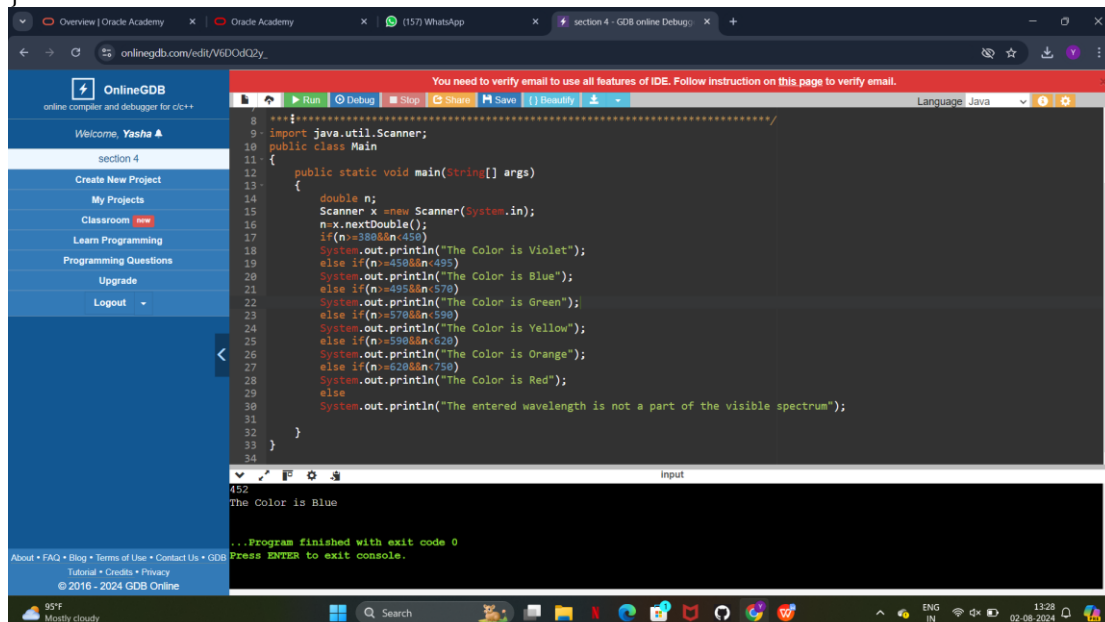 Overview | Oracle Academy
Oracle Academy
(157) WhatsApp
section 4 - GDB online Debugg
onlinegdb.com/edit/V6DOdQ2y_
OnlineGDB
online compiler and debugger for c/c++
Welcome, Yasha
section 4
Create New Project
My Projects
Classroom new
Learn Programming
Programming Questions
Upgrade
Logout
About • FAQ • Blog • Terms of Use • Contact Us • GDB
Tutorial • Credits • Privacy
© 2016 - 2024 GDB Online
You need to verify email to use all features of IDE. Follow instruction on this page to verify email.
Run Debug Stop Share Save { } Beautify Language Java
8 *******************************************************************************/
9 import java.util.Scanner;
10 public class Main
11 {
12 public static void main(String[] args)
13 {
14 double n;
15 Scanner x =new Scanner(System.in);
16 n=x.nextDouble();
17 if(n>=380&&n<450)
18 System.out.println("The Color is Violet");
19 else if(n>=450&&n<495)
20 System.out.println("The Color is Blue");
21 else if(n>=495&&n<570)
22 System.out.println("The Color is Green");
23 else if(n>=570&&n<590)
24 System.out.println("The Color is Yellow");
25 else if(n>=590&&n<620)
26 System.out.println("The Color is Orange");
27 else if(n>=620&&n<750)
28 System.out.println("The Color is Red");
29 else
30 System.out.println("The entered wavelength is not a part of the visible spectrum");
31
32 }
33 }
34
input
452
The Color is Blue
...Program finished with exit code 0
Press ENTER to exit console.
95°F
Mostly cloudy
Search
ENG
IN
13:28
02-08-2024